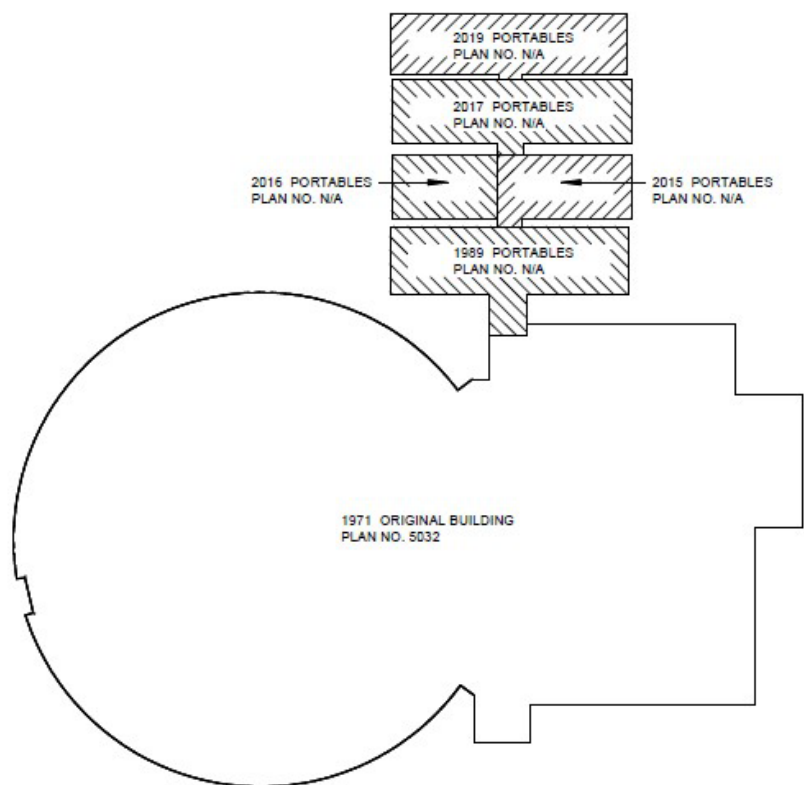 2019 PORTABLES
PLAN NO. N/A
2017 PORTABLES
PLAN NO. N/A
2016 PORTABLES
PLAN NO. N/A
2015 PORTABLES
PLAN NO. N/A
1989 PORTABLES
PLAN NO. N/A
1971 ORIGINAL BUILDING
PLAN NO. 5032